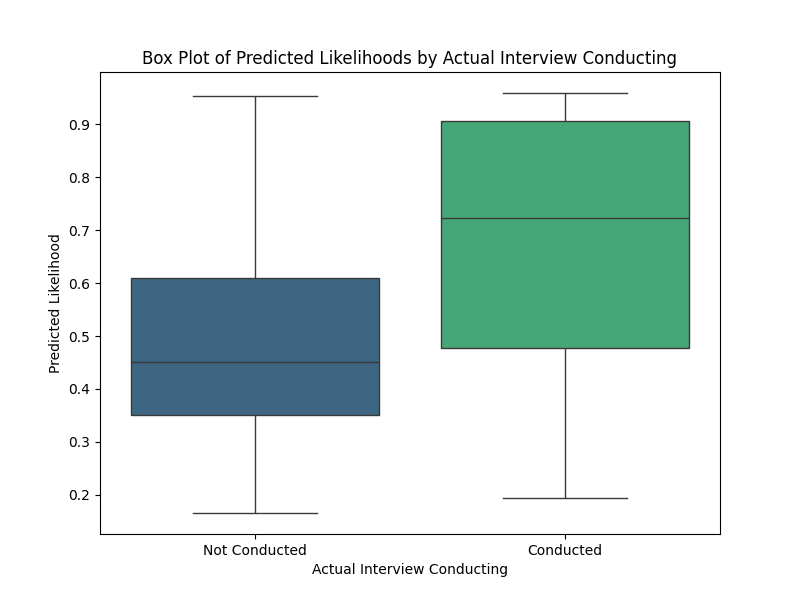 Box Plot of Predicted Likelihoods by Actual Interview Conducting
0.9
0.8
0.7
0.6
0.5
0.4
0.3
0.2
Predicted Likelihood
Not Conducted
Conducted
Actual Interview Conducting